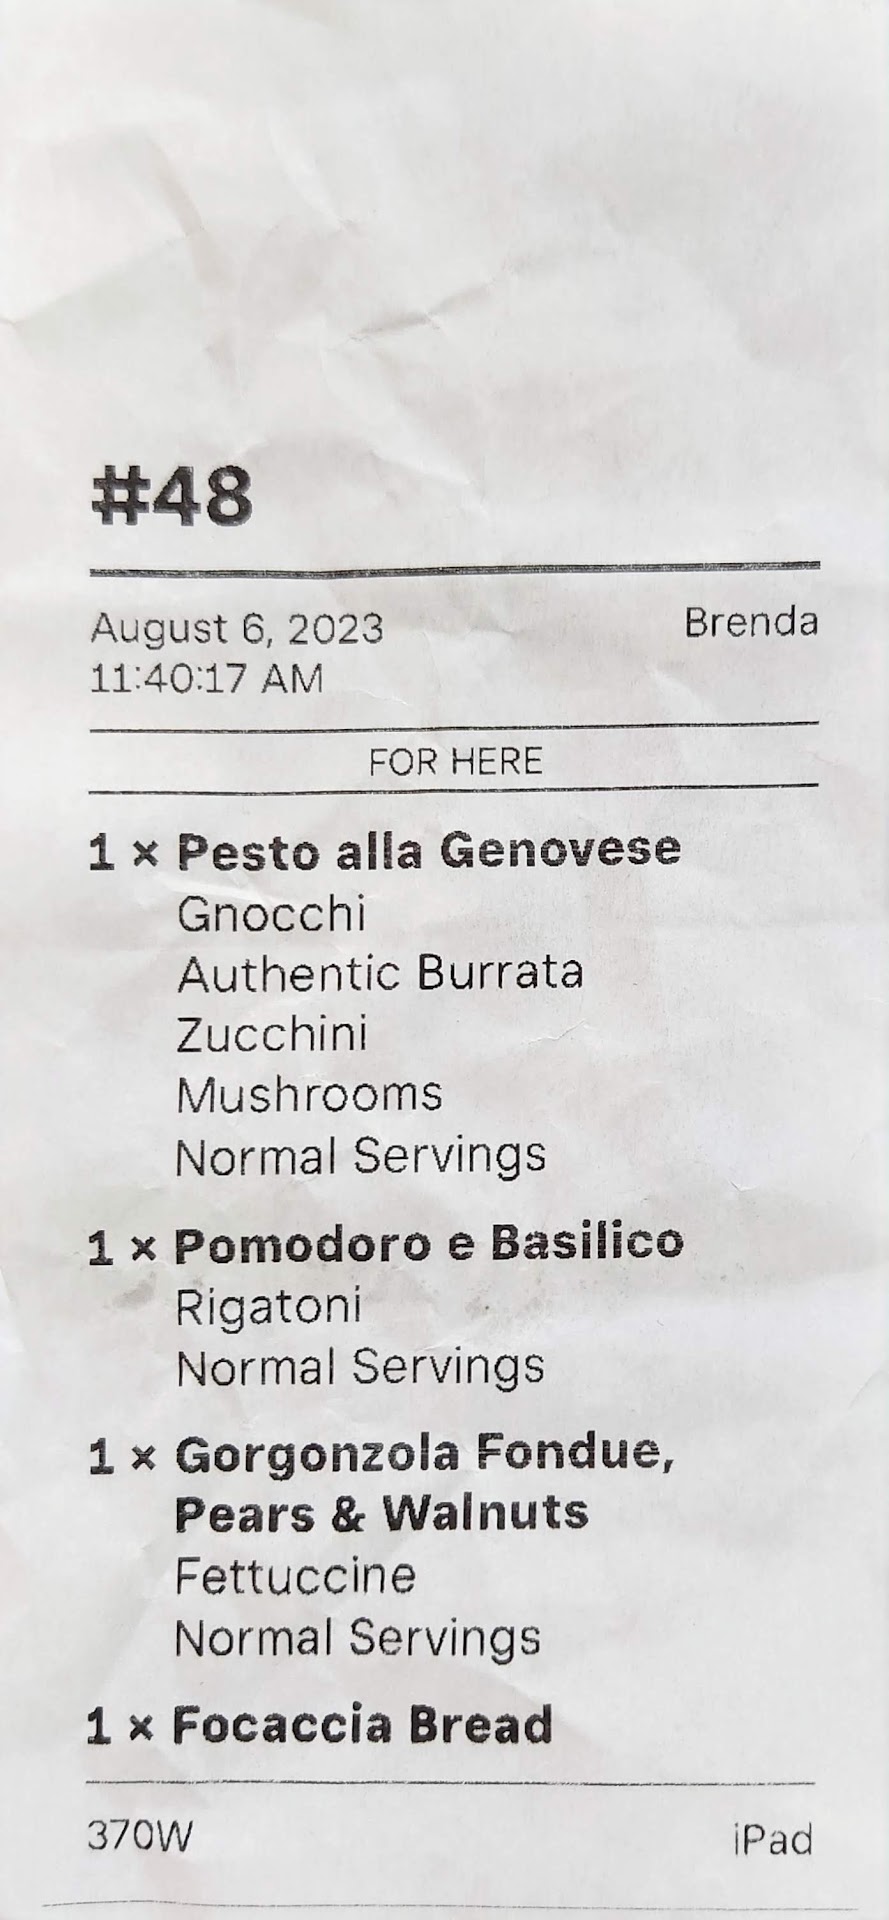 #48
August 6, 2023 Brenda
11:40:17 AM
FOR HERE
1 × Pesto alla Genovese
Gnocchi
Authentic Burrata
Zucchini
Mushrooms
Normal Servings
1 × Pomodoro e Basilico
Rigatoni
Normal Servings
1 × Gorgonzola Fondue,
Pears & Walnuts
Fettuccine
Normal Servings
1 × Focaccia Bread
370W iPad